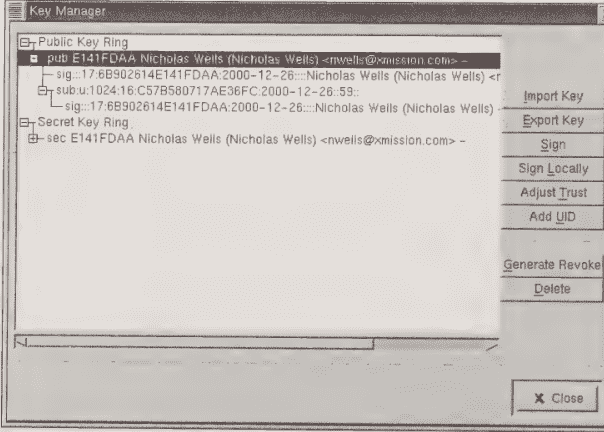 Key Manager
Public Key Ring
pub E141FDAA Nicholas Wells (Nicholas Wells) <nwells@xmission.com> -
sig:::17:6B902614E141FDAA:2000-12-26::::Nicholas Wells (Nicholas Wells) <r
sub:u:1024:16:C57B580717AE36FC:2000-12-26:59::
sig:::17:6B902614E141FDAA:2000-12-26::::Nicholas Wells (Nicholas Wells) -
Secret Key Ring
sec E141FDAA Nicholas Wells (Nicholas Wells) <nwells@xmission.com> -
Import Key
Export Key
Sign
Sign Locally
Adjust Trust
Add UID
Generate Revoke
Delete
X Close